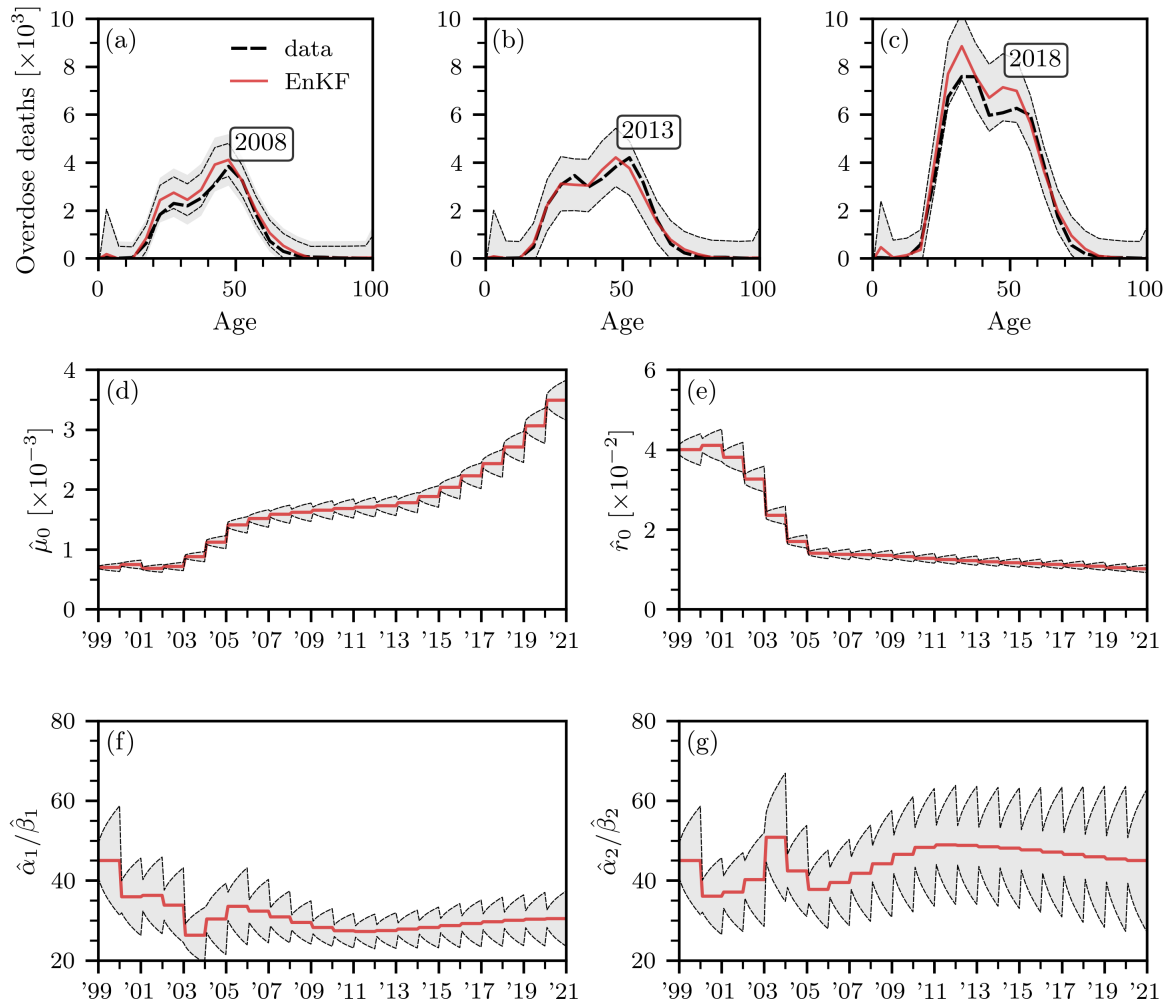 Overdose deaths [×10³]
10
8
6
4
2
0
(a)
data
EnKF
2008
0 50 100
Age
10
8
6
4
2
0
(b)
2013
0 50 100
Age
10
8
6
4
2
0
(c)
2018
0 50 100
Age
μ̂₀ [×10⁻³]
4
3
2
1
0
(d)
’99 ’01 ’03 ’05 ’07 ’09 ’11 ’13 ’15 ’17 ’19 ’21
r̂₀ [×10⁻²]
6
4
2
0
(e)
’99 ’01 ’03 ’05 ’07 ’09 ’11 ’13 ’15 ’17 ’19 ’21
α̂₁/β̂₁
80
60
40
20
(f)
’99 ’01 ’03 ’05 ’07 ’09 ’11 ’13 ’15 ’17 ’19 ’21
α̂₂/β̂₂
80
60
40
20
(g)
’99 ’01 ’03 ’05 ’07 ’09 ’11 ’13 ’15 ’17 ’19 ’21